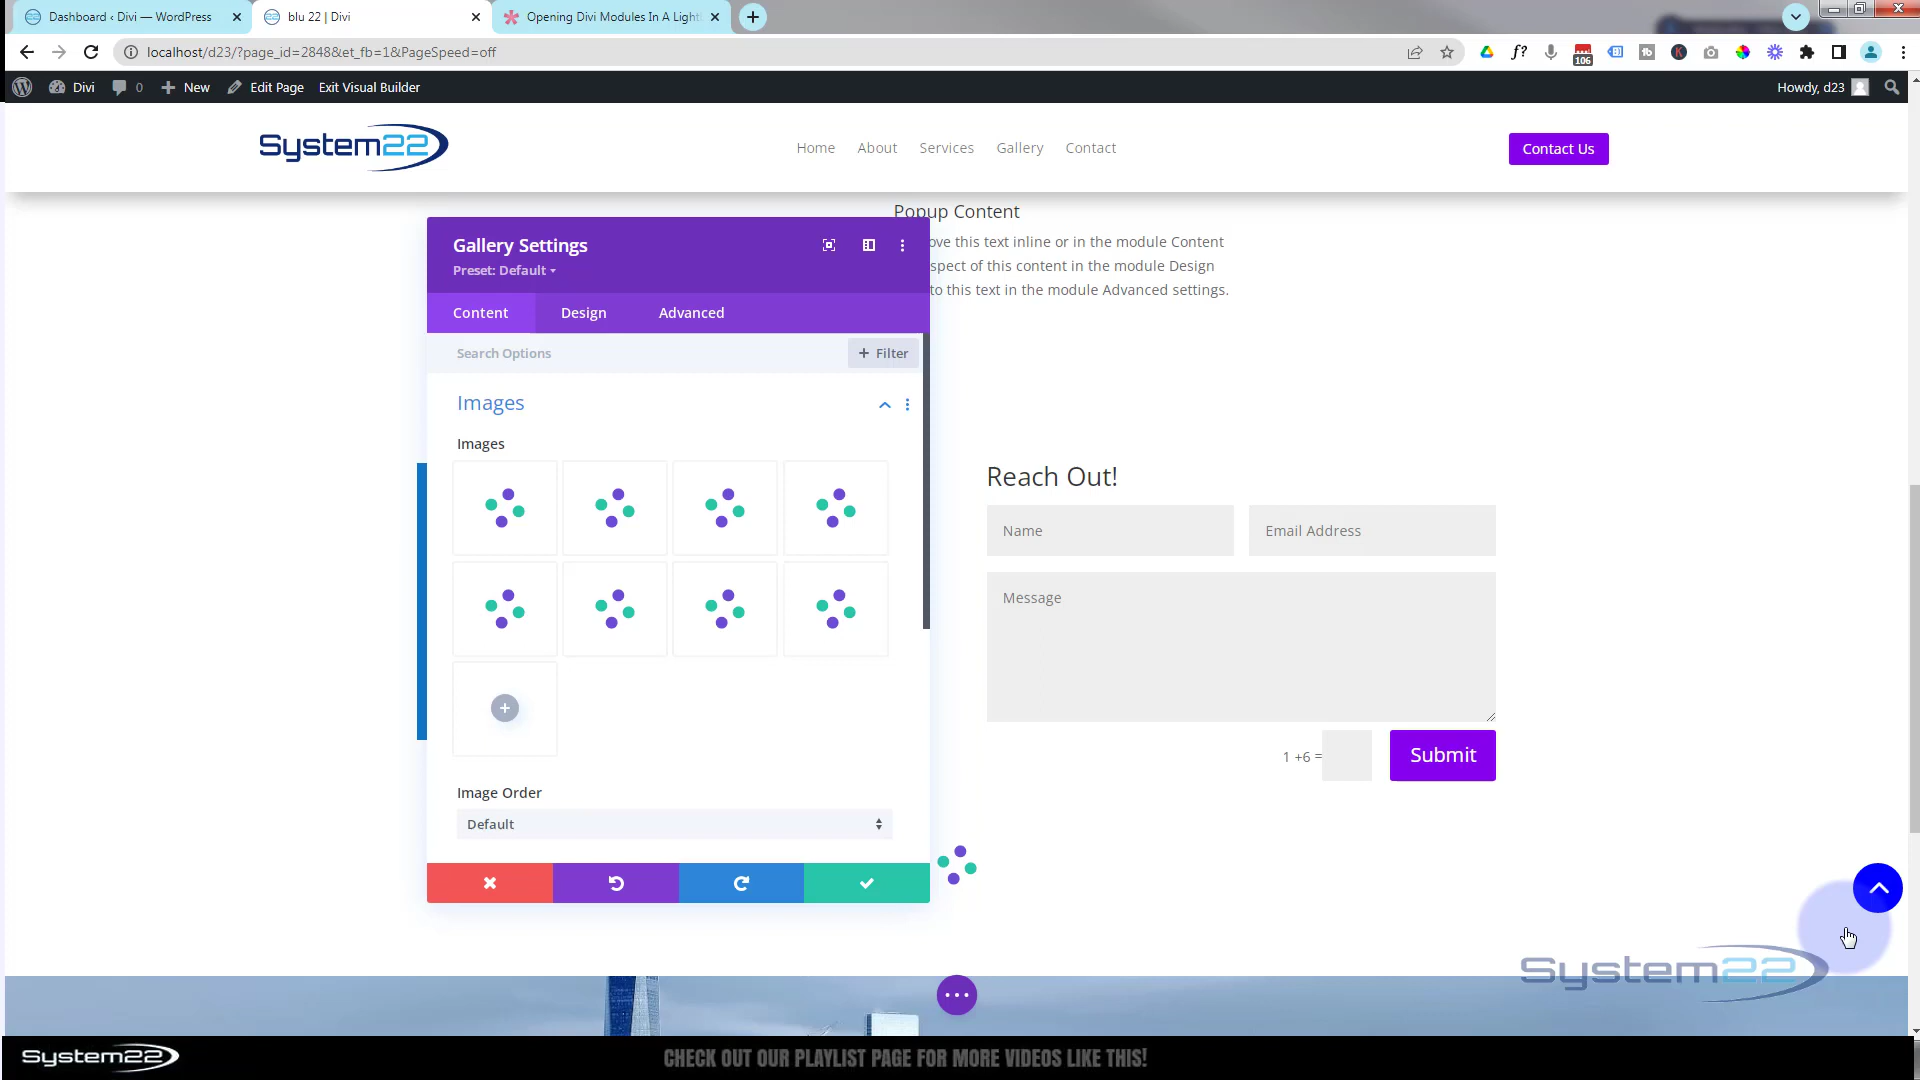 Dashboard ‹ Divi — WordPress
blu 22 | Divi
Opening Divi Modules In A Light
localhost/d23/?page_id=2848&et_fb=1&PageSpeed=off
f?
106
tb
K
Divi
0
New
Edit Page
Exit Visual Builder
Howdy, d23
System22
Home
About
Services
Gallery
Contact
Contact Us
Popup Content
ove this text inline or in the module Content
spect of this content in the module Design
to this text in the module Advanced settings.
Gallery Settings
Preset: Default
Content
Design
Advanced
Search Options
+ Filter
Images
Images
Image Order
Default
Reach Out!
Name
Email Address
Message
1 +6 =
Submit
System22
System22
CHECK OUT OUR PLAYLIST PAGE FOR MORE VIDEOS LIKE THIS!